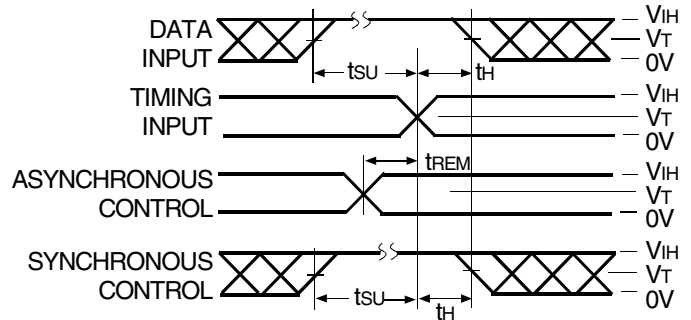 DATA
INPUT
tSU
tH
VIH
VT
0V
TIMING
INPUT
VIH
VT
0V
tREM
ASYNCHRONOUS
CONTROL
VIH
VT
0V
SYNCHRONOUS
CONTROL
tSU
tH
VIH
VT
0V